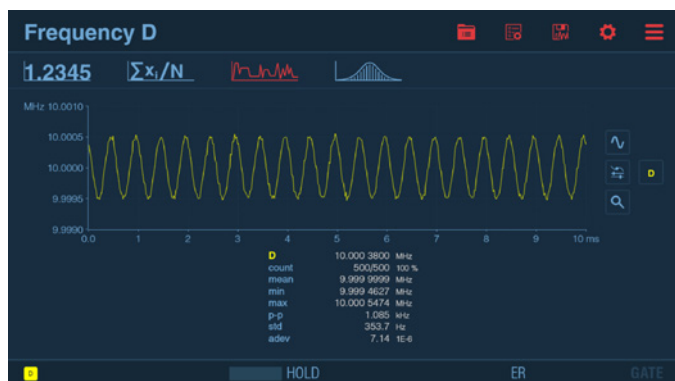 Frequency D
1.2345 ∑xᵢ/N
MHz 10.0010
10.0005
10.0000
D
9.9995
9.9990
0.0 1 2 3 4 5 6 7 8 9 10 ms
D 10.000 3800 MHz
count 500/500 100 %
mean 9.999 9999 MHz
min 9.999 4627 MHz
max 10.000 5474 MHz
p-p 1.085 kHz
std 353.7 Hz
adev 7.14 1E-6
D HOLD ER GATE